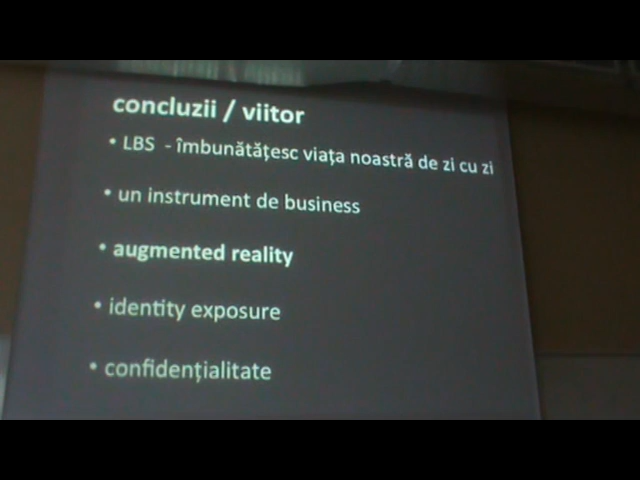 concluzii / viitor
• LBS - îmbunătățesc viața noastră de zi cu zi
• un instrument de business
• augmented reality
• identity exposure
• confidențialitate